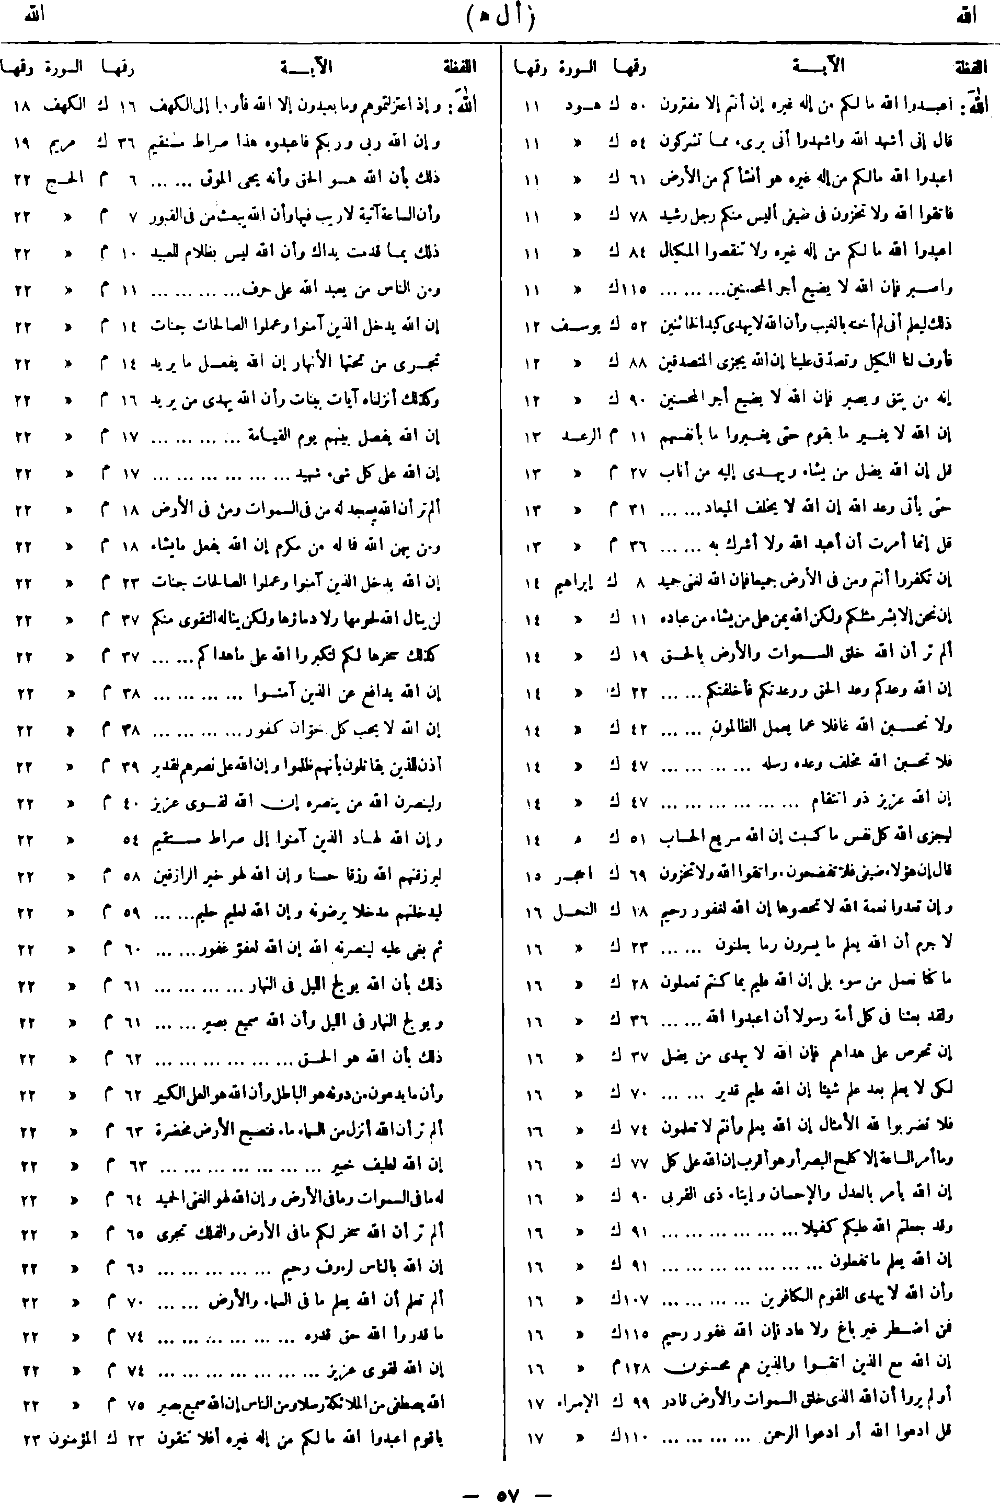 الله (أ ل ه) الله
اللفظة الآيــة رقمها السورة رقمها
اللهَ: اعبدوا الله ما لكم من إله غيره إن أنتم إلا مفترون ٥٠ ك هود ١١
قال إنى أشهد الله واشهدوا أنى برىء مما تشركون ٥٤ ك « ١١
اعبدوا الله مالكم من إله غيره هو أنشأكم من الأرض ٦١ ك « ١١
فاتقوا الله ولا تخزون فى ضيفى أليس منكم رجل رشيد ٧٨ ك « ١١
اعبدوا الله ما لكم من إله غيره ولا تنقصوا المكيال ٨٤ ك « ١١
واصبر فإن الله لا يضيع أجر المحسنين ... ... ... ١١٥ ك « ١١
ذلك ليعلم أنى لم أخنه بالغيب وأن الله لا يهدى كيد الخائنين ٥٢ ك يوسف ١٢
فأوف لنا الكيل وتصدّق علينا إن الله يجزى المتصدقين ٨٨ ك « ١٢
إنه من يتق ويصبر فإن الله لا يضيع أجر المحسنين ٩٠ ك « ١٢
إن الله لا يغير ما بقوم حتى يغيروا ما بأنفسهم ١١ م الرعد ١٣
قل إن الله يضل من يشاء ويهدى إليه من أناب ٢٧ م « ١٣
حتى يأتى وعد الله إن الله لا يخلف الميعاد ... ... ٣١ م « ١٣
قل إنما أمرت أن أعبد الله ولا أشرك به ... ... ٣٦ م « ١٣
إن تكفروا أنتم ومن فى الأرض جميعا فإن الله لغنى حميد ٨ ك إبراهيم ١٤
إن نحن إلا بشر مثلكم ولكن الله يمن على من يشاء من عباده ١١ ك « ١٤
ألم تر أن الله خلق السموات والأرض بالحق ١٩ ك « ١٤
إن الله وعدكم وعد الحق ووعدتكم فأخلفتكم ... ... ٢٢ ك « ١٤
ولا تحسبن الله غافلا عما يعمل الظالمون ... ... ٤٢ ك « ١٤
فلا تحسبن الله مخلف وعده رسله ... ... ... ... ٤٧ ك « ١٤
إن الله عزيز ذو انتقام ... ... ... ... ... ... ٤٧ ك « ١٤
ليجزى الله كل نفس ما كسبت إن الله سريع الحساب ٥١ ك « ١٤
قال إن هؤلاء ضيفى فلا تفضحون، واتقوا الله ولا تخزون ٦٩ ك الحجر ١٥
وإن تعدوا نعمة الله لا تحصوها إن الله لغفور رحيم ١٨ ك النحل ١٦
لا جرم أن الله يعلم ما يسرون وما يعلنون ... ... ٢٣ ك « ١٦
ما كنا نعمل من سوء بلى إن الله عليم بما كنتم تعملون ٢٨ ك « ١٦
ولقد بعثنا فى كل أمة رسولا أن اعبدوا الله ... ... ٣٦ ك « ١٦
إن تحرص على هداهم فإن الله لا يهدى من يضل ٣٧ ك « ١٦
لكى لا يعلم بعد علم شيئا إن الله عليم قدير ... ... ٧٠ ك « ١٦
فلا تضربوا لله الأمثال إن الله يعلم وأنتم لا تعلمون ٧٤ ك « ١٦
وما أمر الساعة إلا كلمح البصر أو هو أقرب إن الله على كل ٧٧ ك « ١٦
إن الله يأمر بالعدل والإحسان وإيتاء ذى القربى ٩٠ ك « ١٦
وقد جعلتم الله عليكم كفيلا ... ... ... ... ... ... ٩١ ك « ١٦
إن الله يعلم ما تفعلون ... ... ... ... ... ... ... ٩١ ك « ١٦
وأن الله لا يهدى القوم الكافرين ... ... ... ... ١٠٧ ك « ١٦
فمن اضطر غير باغ ولا عاد فإن الله غفور رحيم ١١٥ ك « ١٦
إن الله مع الذين اتقوا والذين هم محسنون ١٢٨ م « ١٦
أو لم يروا أن الله الذى خلق السموات والأرض قادر ٩٩ ك الإسراء ١٧
قل ادعوا الله أو ادعوا الرحمن ... ... ... ... ١١٠ ك « ١٧
اللفظة الآيــة رقمها السورة رقمها
اللهَ: وإذ اعتزلتموهم وما يعبدون إلا الله فأووا إلى الكهف ١٦ ك الكهف ١٨
وإن الله ربى وربكم فاعبدوه هذا صراط مستقيم ٣٦ ك مريم ١٩
ذلك بأن الله هو الحق وأنه يحى الموتى ... ... ٦ م الحج ٢٢
وأن الساعة آتية لا ريب فيها وأن الله يبعث من فى القبور ٧ م « ٢٢
ذلك بما قدمت يداك وأن الله ليس بظلام للعبيد ١٠ م « ٢٢
ومن الناس من يعبد الله على حرف ... ... ... ... ١١ م « ٢٢
إن الله يدخل الذين آمنوا وعملوا الصالحات جنات ١٤ م « ٢٢
تجرى من تحتها الأنهار إن الله يفعل ما يريد ١٤ م « ٢٢
وكذلك أنزلناه آيات بينات وأن الله يهدى من يريد ١٦ م « ٢٢
إن الله يفصل بينهم يوم القيامة ... ... ... ... ١٧ م « ٢٢
إن الله على كل شىء شهيد ... ... ... ... ... ... ١٧ م « ٢٢
ألم تر أن الله يسجد له من فى السموات ومن فى الأرض ١٨ م « ٢٢
ومن يهن الله فما له من مكرم إن الله يفعل ما يشاء ١٨ م « ٢٢
إن الله يدخل الذين آمنوا وعملوا الصالحات جنات ٢٣ م « ٢٢
لن ينال الله لحومها ولا دماؤها ولكن يناله التقوى منكم ٣٧ م « ٢٢
كذلك سخرها لكم لتكبروا الله على ما هداكم ... ... ٣٧ م « ٢٢
إن الله يدافع عن الذين آمنوا ... ... ... ... ٣٨ م « ٢٢
إن الله لا يحب كل خوّان كفور ... ... ... ... ٣٨ م « ٢٢
أذن للذين يقاتلون بأنهم ظلموا وإن الله على نصرهم لقدير ٣٩ م « ٢٢
ولينصرن الله من ينصره إن الله لقوى عزيز ٤٠ م « ٢٢
وإن الله لهاد الذين آمنوا إلى صراط مستقيم ٥٤ « ٢٢
ليرزقنهم الله رزقا حسنا وإن الله لهو خير الرازقين ٥٨ م « ٢٢
ليدخلنهم مدخلا يرضونه وإن الله لعليم حليم ... ... ٥٩ م « ٢٢
ثم بغى عليه لينصرنه الله إن الله لعفوّ غفور ... ... ٦٠ م « ٢٢
ذلك بأن الله يولج الليل فى النهار ... ... ... ... ٦١ م « ٢٢
ويولج النهار فى الليل وأن الله سميع بصير ... ... ٦١ م « ٢٢
ذلك بأن الله هو الحق ... ... ... ... ... ... ٦٢ م « ٢٢
وأن ما يدعون من دونه هو الباطل وأن الله هو العلى الكبير ٦٢ م « ٢٢
ألم تر أن الله أنزل من السماء ماء فتصبح الأرض مخضرة ٦٣ م « ٢٢
إن الله لطيف خبير ... ... ... ... ... ... ... ٦٣ م « ٢٢
له ما فى السموات وما فى الأرض وإن الله لهو الغنى الحميد ٦٤ م « ٢٢
ألم تر أن الله سخر لكم ما فى الأرض والفلك تجرى ٦٥ م « ٢٢
إن الله بالناس لرءوف رحيم ... ... ... ... ... ٦٥ م « ٢٢
ألم تعلم أن الله يعلم ما فى السماء والأرض ... ... ٧٠ م « ٢٢
ما قدروا الله حق قدره ... ... ... ... ... ... ٧٤ م « ٢٢
إن الله لقوى عزيز ... ... ... ... ... ... ... ٧٤ م « ٢٢
الله يصطفى من الملائكة رسلا ومن الناس إن الله سميع بصير ٧٥ م « ٢٢
ياقوم اعبدوا الله ما لكم من إله غيره أفلا تتقون ٢٣ ك المؤمنون ٢٣
— ٥٧ —